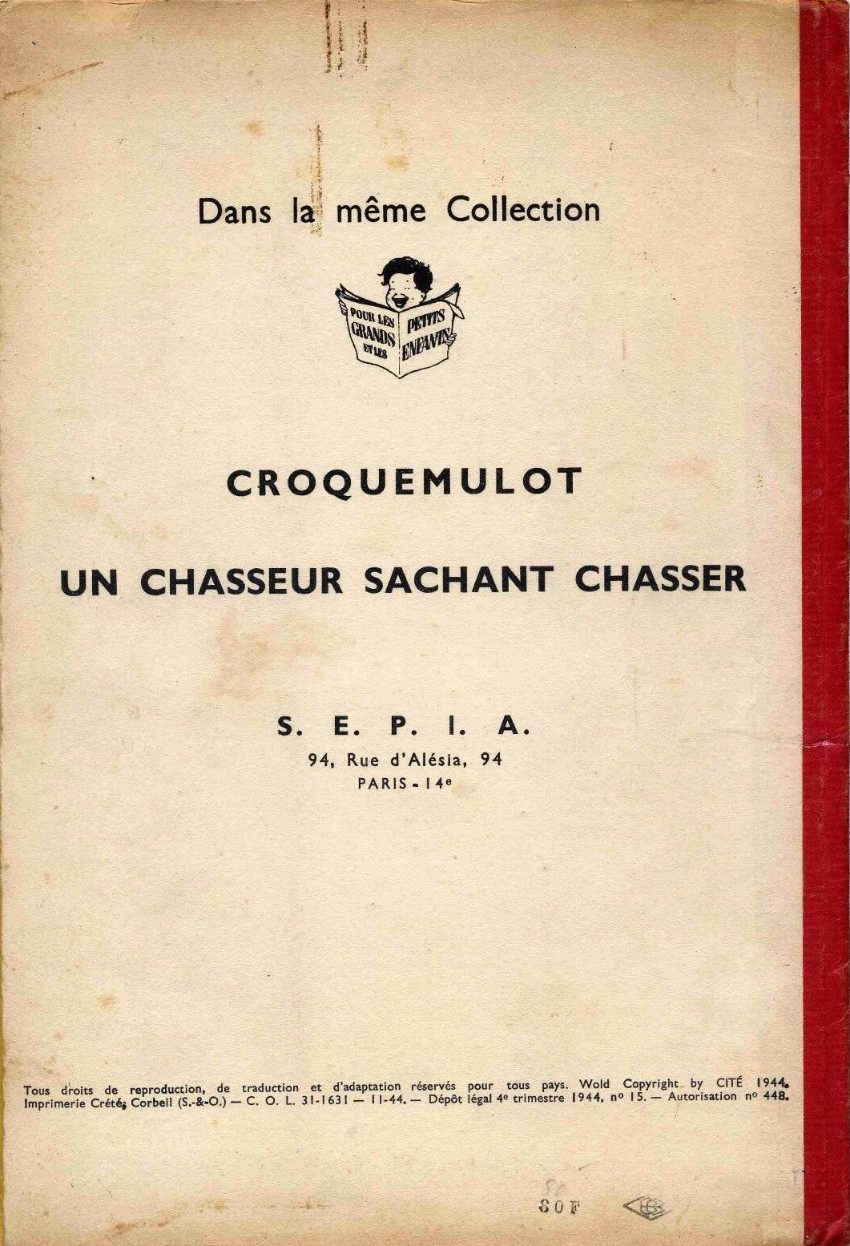 Dans la même Collection
POUR LES
GRANDS
ET LES
PETITS
ENFANTS
CROQUEMULOT
UN CHASSEUR SACHANT CHASSER
S. E. P. I. A.
94, Rue d'Alésia, 94
PARIS - 14e
Tous droits de reproduction, de traduction et d'adaptation réservés pour tous pays. Wold Copyright by CITÉ 1944.
Imprimerie Crété, Corbeil (S.-&-O.) — C. O. L. 31-1631 — 11-44. — Dépôt légal 4e trimestre 1944, no 15. — Autorisation no 448.
80F